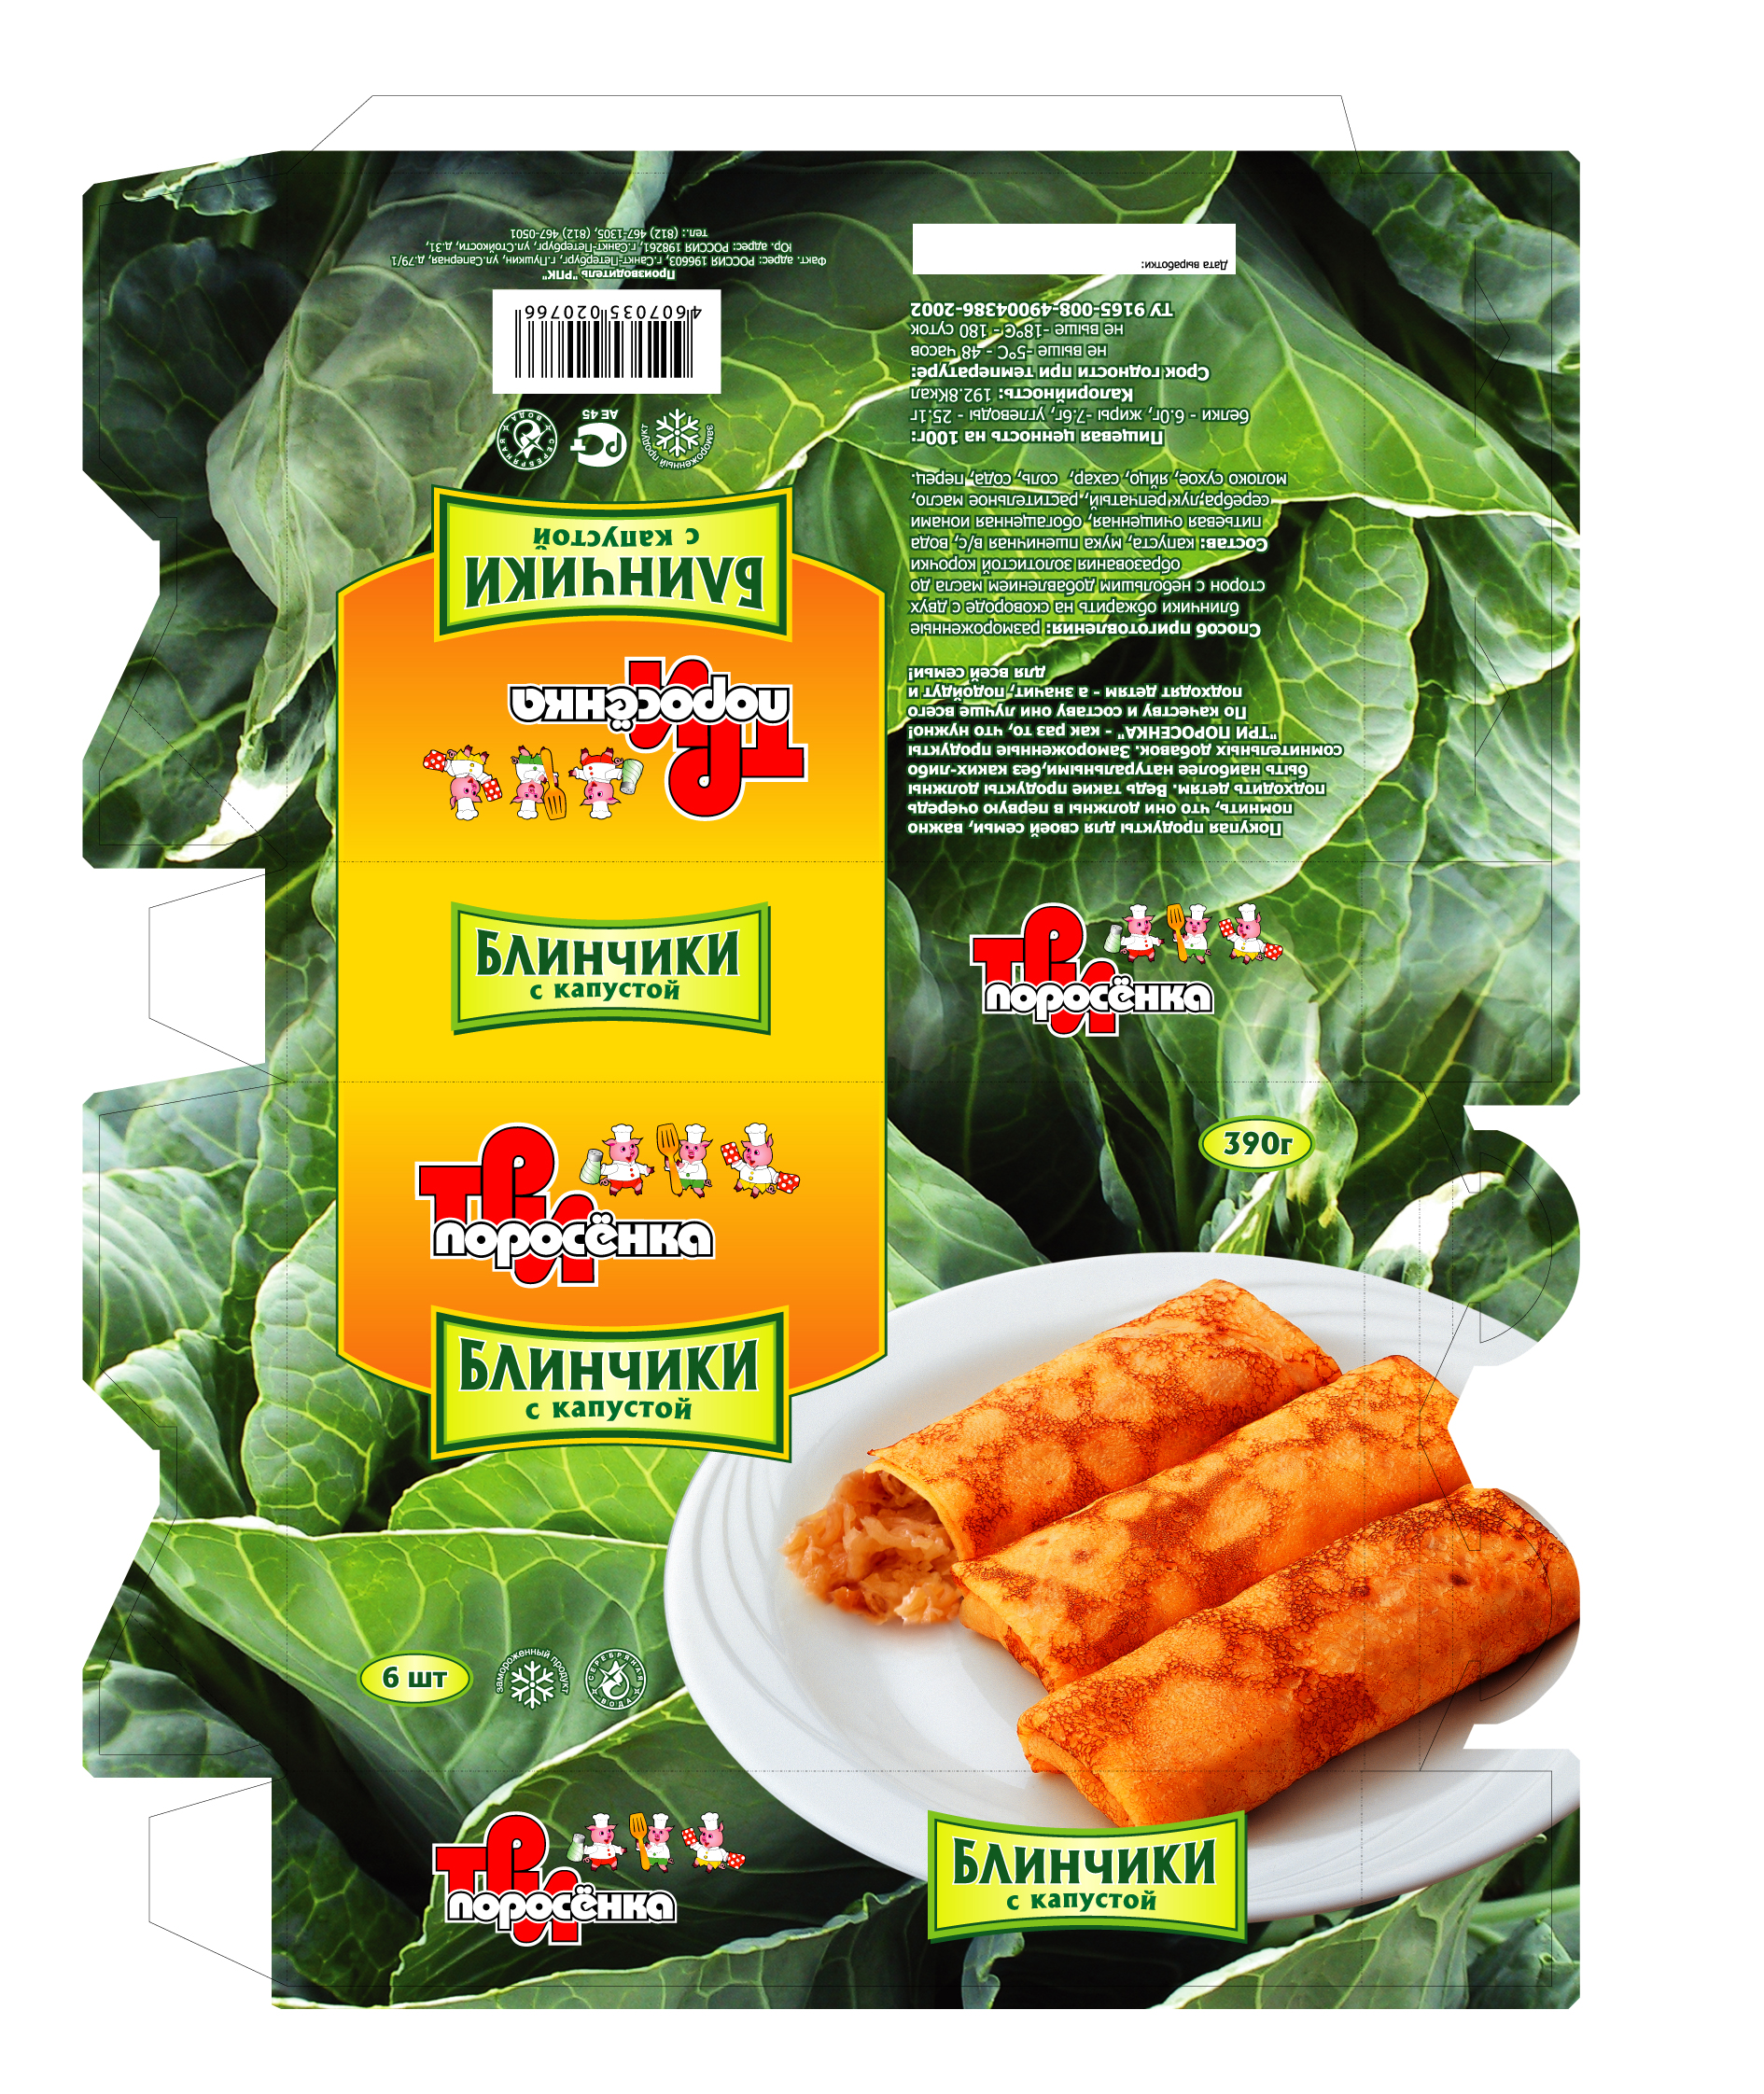 Покупая продукты для своей семьи, важно
помнить, что они должны в первую очередь
подходить детям. Ведь такие продукты должны
быть наиболее натуральными,без каких-либо
сомнительных добавок. Замороженные продукты
"ТРИ ПОРОСЕНКА" - как раз то, что нужно!
По качеству и составу они лучше всего
подходят детям - а значит, подойдут и
для всей семьи!
Способ приготовления: размороженные
блинчики обжарить на сковороде с двух
сторон с небольшим добавлением масла до
образования золотистой корочки
Состав: капуста, мука пшеничная в/с, вода
питьевая очищенная, обогащенная ионами
серебра,лук репчатый, растительное масло,
молоко сухое, яйцо, сахар, соль, сода, перец.
Пищевая ценность на 100г:
белки - 6.0г, жиры -7.6г, углеводы - 25.1г
Калорийность: 192.8Ккал
Срок годности при температуре:
не выше -5°С - 48 часов
не выше -18°С - 180 суток
ТУ 9165-008-49004386-2002
Дата выработки:
ТРИ
поросёнка
БЛИНЧИКИ
с капустой
замороженный продукт
РСТ
АЕ 45
СЕРЕБРЯНАЯ ВОДА
4607035020766
Производитель "РПК"
Факт. адрес: РОССИЯ 196603, г.Санкт-Петербург, г.Пушкин, ул.Саперная, д.79/1
Юр. адрес: РОССИЯ 198261, г.Санкт-Петербург, ул.Стойкости, д.31,
тел.: (812) 467-1305, (812) 467-0501
БЛИНЧИКИ
с капустой
ТРИ
поросёнка
390г
ТРИ
поросёнка
БЛИНЧИКИ
с капустой
6 шт
замороженный продукт
СЕРЕБРЯНАЯ ВОДА
ТРИ
поросёнка
БЛИНЧИКИ
с капустой